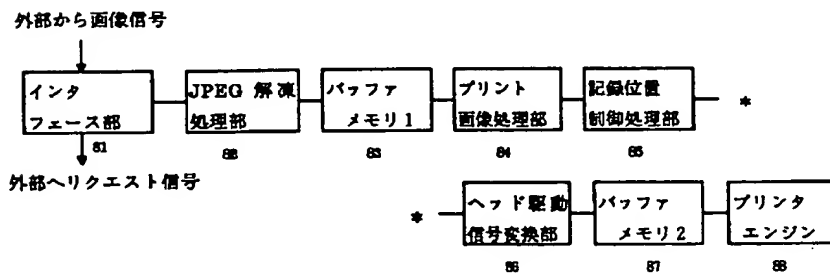 外部から画像信号
インタ
フェース部
81
JPEG 解凍
処理部
82
バッファ
メモリ1
83
プリント
画像処理部
84
記録位置
制御処理部
85
*
外部へリクエスト信号
*
ヘッド駆動
信号変換部
86
バッファ
メモリ2
87
プリンタ
エンジン
88